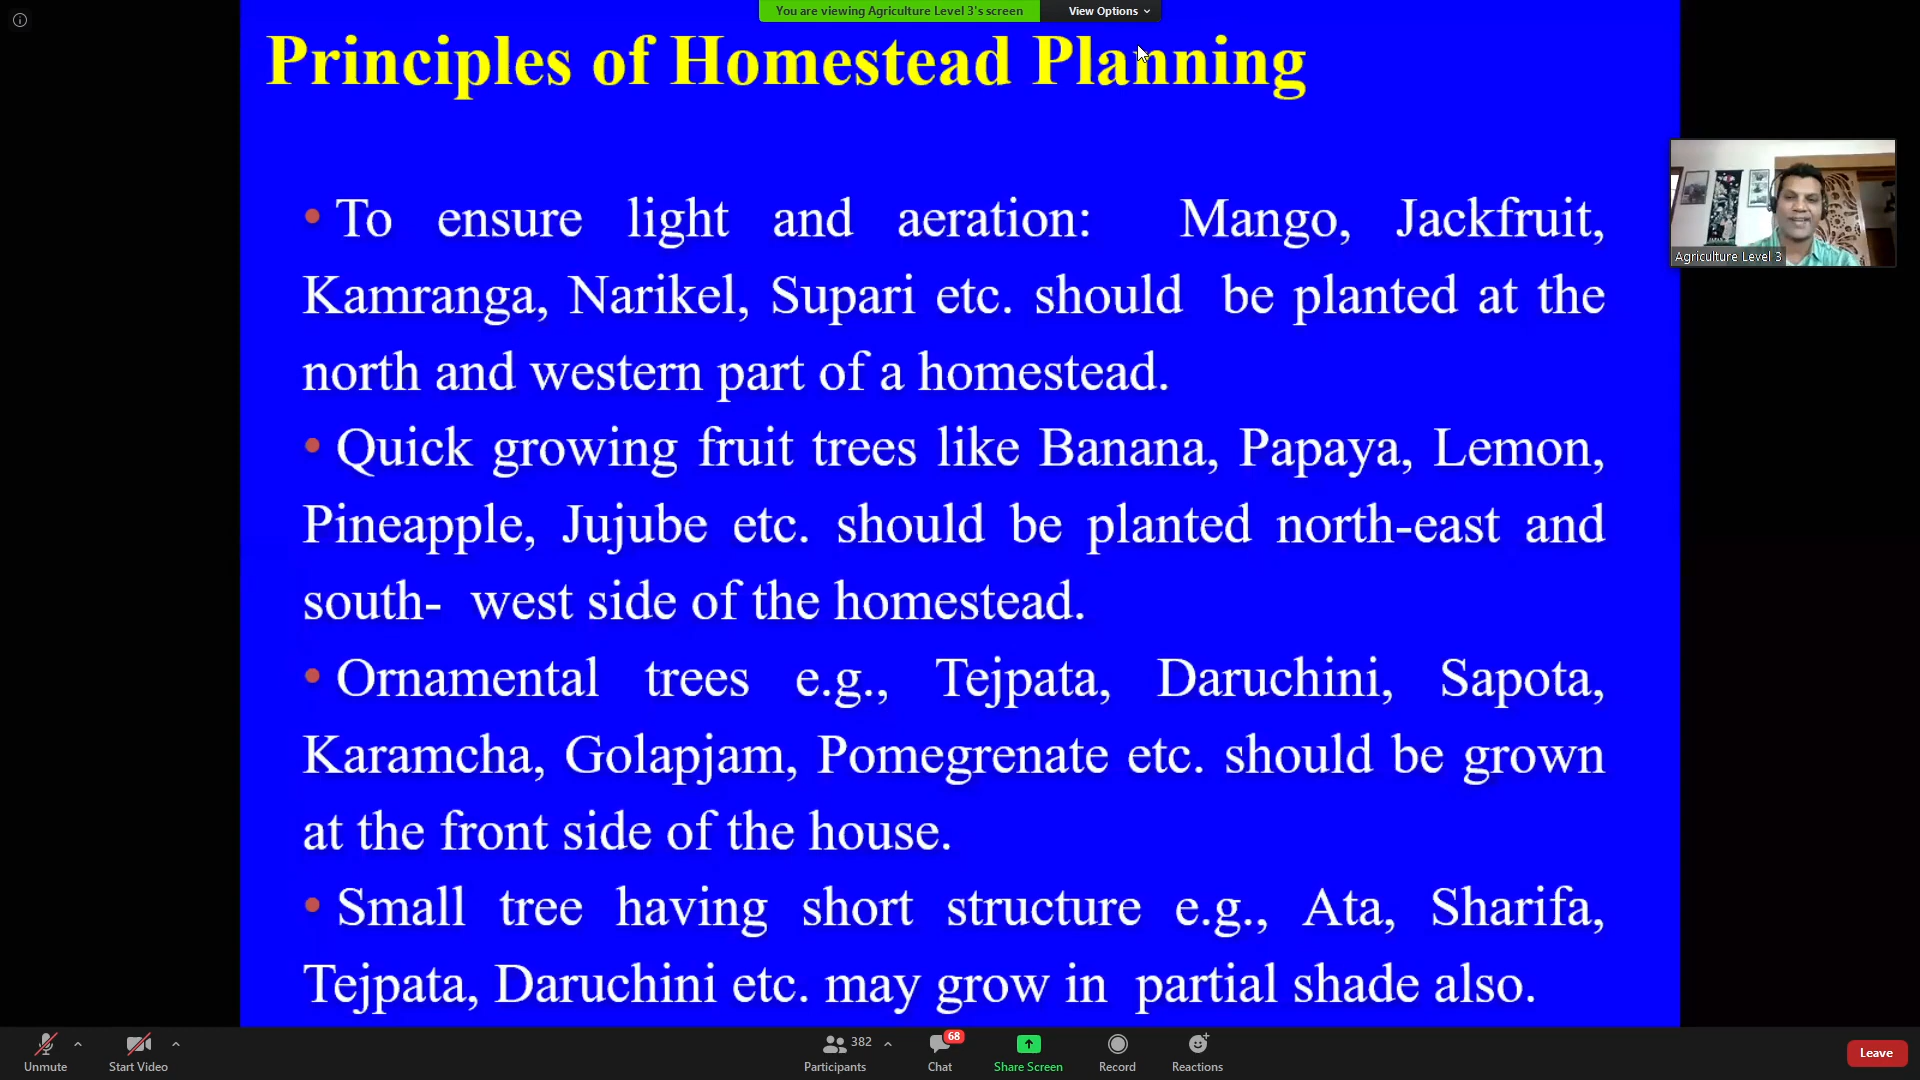 You are viewing Agriculture Level 3's screen
View Options
Principles of Homestead Planning
• To ensure light and aeration: Mango, Jackfruit,
Kamranga, Narikel, Supari etc. should be planted at the
north and western part of a homestead.
• Quick growing fruit trees like Banana, Papaya, Lemon,
Pineapple, Jujube etc. should be planted north-east and
south- west side of the homestead.
• Ornamental trees e.g., Tejpata, Daruchini, Sapota,
Karamcha, Golapjam, Pomegrenate etc. should be grown
at the front side of the house.
• Small tree having short structure e.g., Ata, Sharifa,
Tejpata, Daruchini etc. may grow in partial shade also.
Agriculture Level 3
Unmute
Start Video
382
Participants
68
Chat
Share Screen
Record
Reactions
Leave